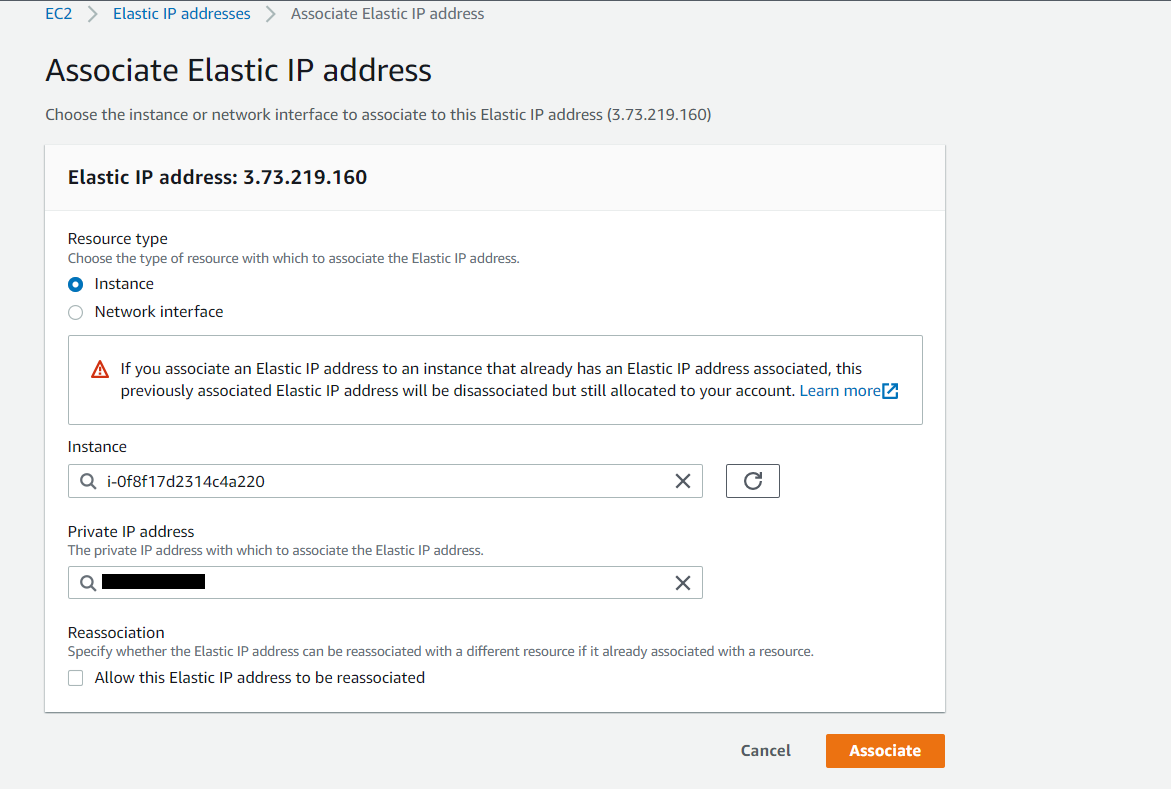 EC2 > Elastic IP addresses > Associate Elastic IP address
Associate Elastic IP address
Choose the instance or network interface to associate to this Elastic IP address (3.73.219.160)
Elastic IP address: 3.73.219.160
Resource type
Choose the type of resource with which to associate the Elastic IP address.
Instance
Network interface
If you associate an Elastic IP address to an instance that already has an Elastic IP address associated, this
previously associated Elastic IP address will be disassociated but still allocated to your account. Learn more
Instance
i-0f8f17d2314c4a220
Private IP address
The private IP address with which to associate the Elastic IP address.
Reassociation
Specify whether the Elastic IP address can be reassociated with a different resource if it already associated with a resource.
Allow this Elastic IP address to be reassociated
Cancel
Associate